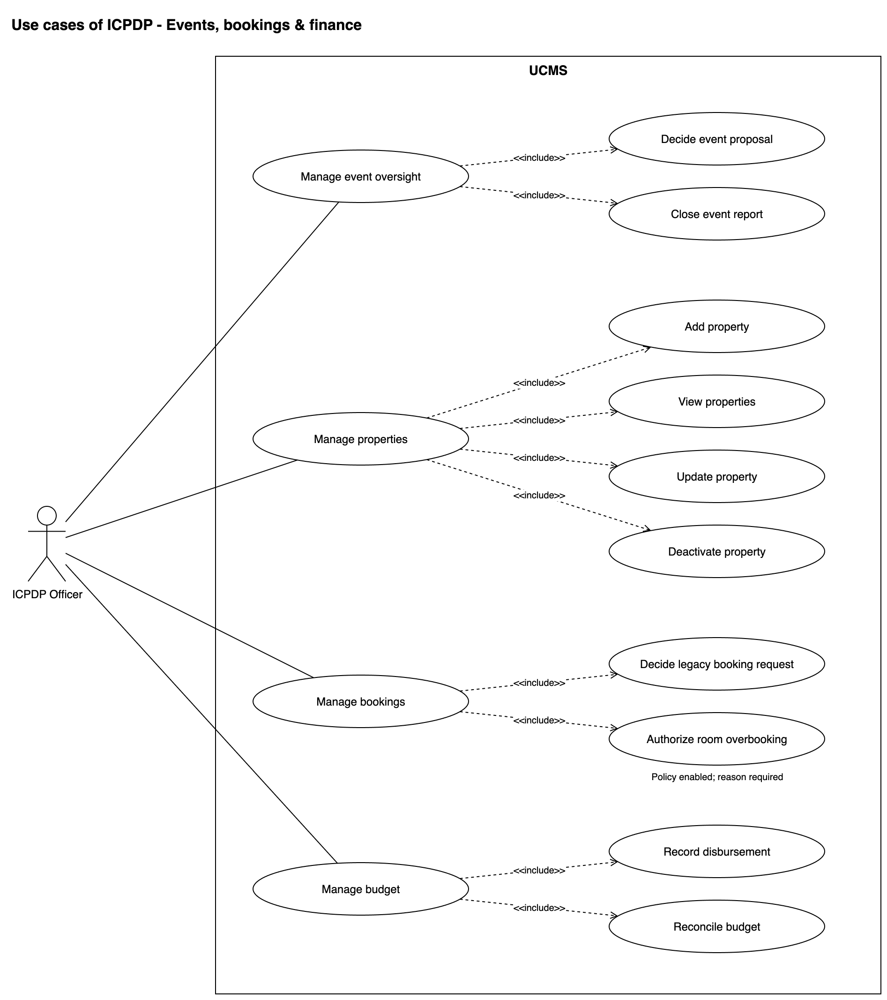 Use cases of ICPDP - Events, bookings & finance
UCMS
Decide event proposal
<<include>>
Manage event oversight
<<include>>
Close event report
Add property
<<include>>
View properties
<<include>>
Manage properties
<<include>>
Update property
<<include>>
Deactivate property
ICPDP Officer
Decide legacy booking request
<<include>>
Manage bookings
<<include>>
Authorize room overbooking
Policy enabled; reason required
Record disbursement
<<include>>
Manage budget
<<include>>
Reconcile budget